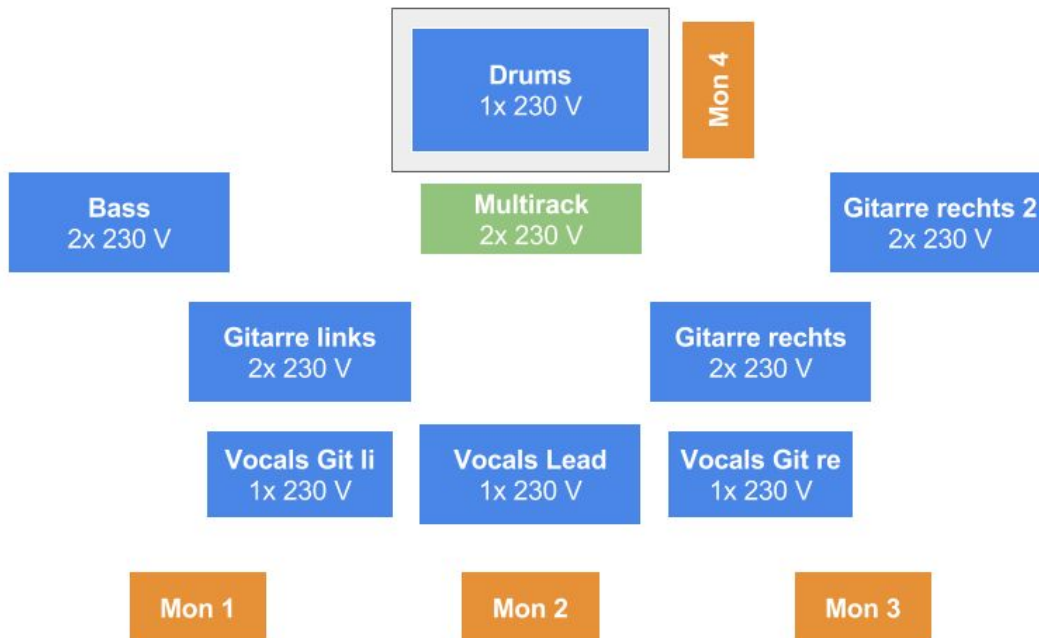 Drums
1x 230 V
Mon 4
Bass
2x 230 V
Multirack
2x 230 V
Gitarre rechts 2
2x 230 V
Gitarre links
2x 230 V
Gitarre rechts
2x 230 V
Vocals Git li
1x 230 V
Vocals Lead
1x 230 V
Vocals Git re
1x 230 V
Mon 1
Mon 2
Mon 3